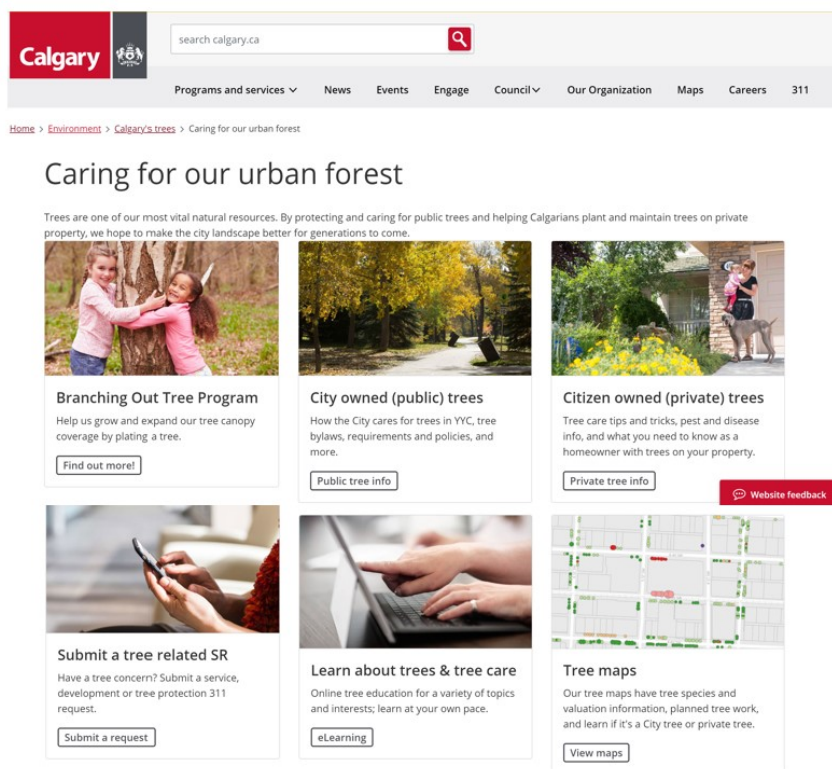 Calgary
search calgary.ca
Programs and services News Events Engage Council Our Organization Maps Careers 311
Home > Environment > Calgary's trees > Caring for our urban forest
Caring for our urban forest
Trees are one of our most vital natural resources. By protecting and caring for public trees and helping Calgarians plant and maintain trees on private
property, we hope to make the city landscape better for generations to come.
Branching Out Tree Program
Help us grow and expand our tree canopy
coverage by plating a tree.
Find out more!
City owned (public) trees
How the City cares for trees in YYC, tree
bylaws, requirements and policies, and
more.
Public tree info
Citizen owned (private) trees
Tree care tips and tricks, pest and disease
info, and what you need to know as a
homeowner with trees on your property.
Private tree info
Website feedback
Submit a tree related SR
Have a tree concern? Submit a service,
development or tree protection 311
request.
Submit a request
Learn about trees & tree care
Online tree education for a variety of topics
and interests; learn at your own pace.
eLearning
Tree maps
Our tree maps have tree species and
valuation information, planned tree work,
and learn if it's a City tree or private tree.
View maps